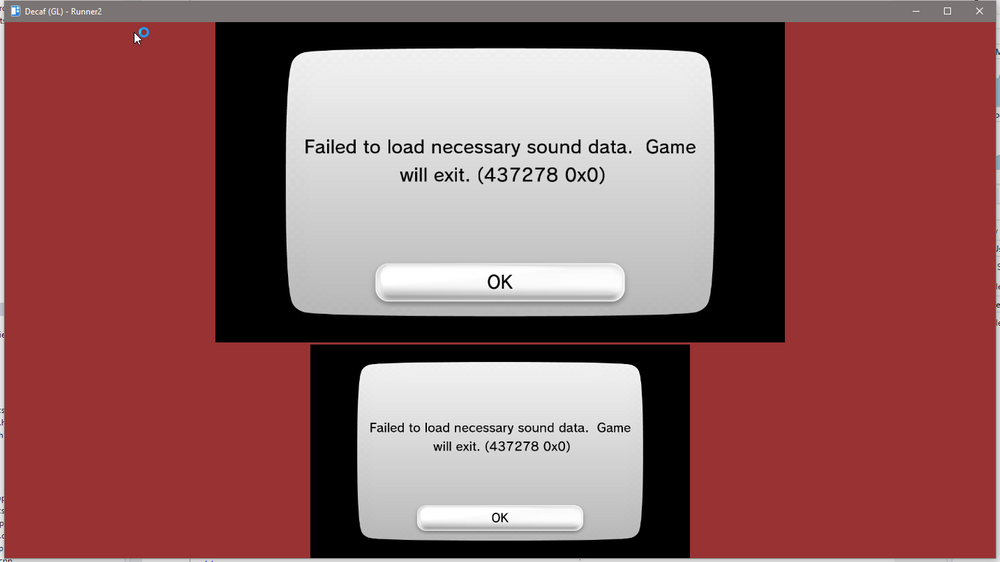 Decaf (GL) - Runner2
Failed to load necessary sound data.  Game
will exit. (437278 0x0)
OK
Failed to load necessary sound data.  Game
will exit. (437278 0x0)
OK